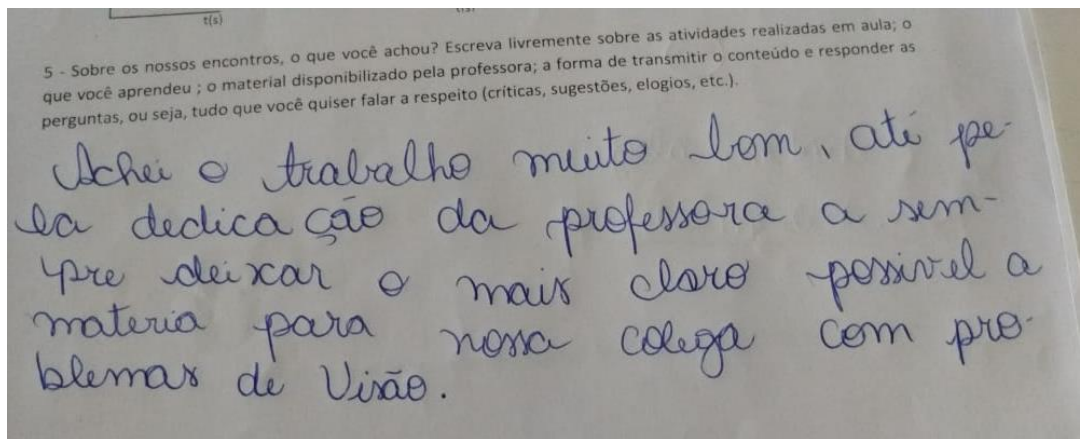 t(s)
5 - Sobre os nossos encontros, o que você achou? Escreva livremente sobre as atividades realizadas em aula; o
que você aprendeu ; o material disponibilizado pela professora; a forma de transmitir o conteúdo e responder as
perguntas, ou seja, tudo que você quiser falar a respeito (críticas, sugestões, elogios, etc.).
Achei o trabalho muito bom, até pe-
la dedicação da professora a sem-
pre deixar o mais claro possivel a
materia para nossa colega com pro-
blemas de Visão.